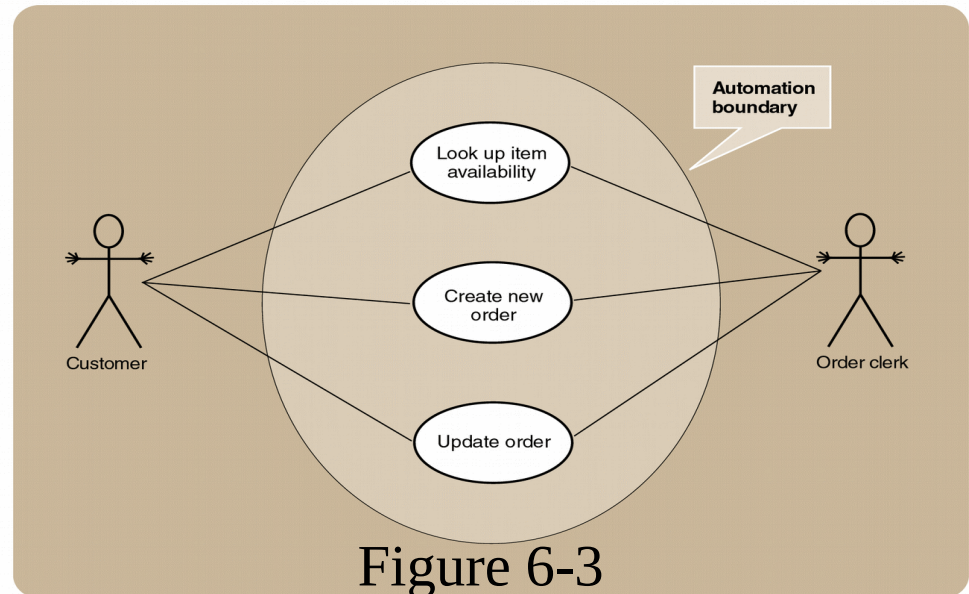 Automation
boundary
Look up item
availability
Create new
order
Customer
Order clerk
Update order
Figure 6-3